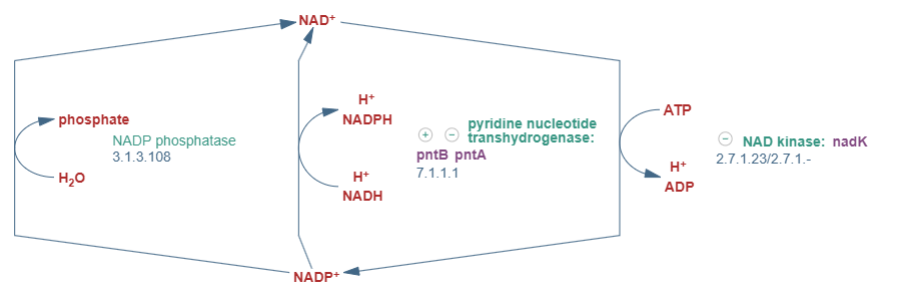 NAD⁺
phosphate
H₂O
NADP phosphatase
3.1.3.108
H⁺
NADPH
H⁺
NADH
+ − pyridine nucleotide
transhydrogenase:
pntB pntA
7.1.1.1
ATP
H⁺
ADP
− NAD kinase: nadK
2.7.1.23/2.7.1.-
NADP⁺